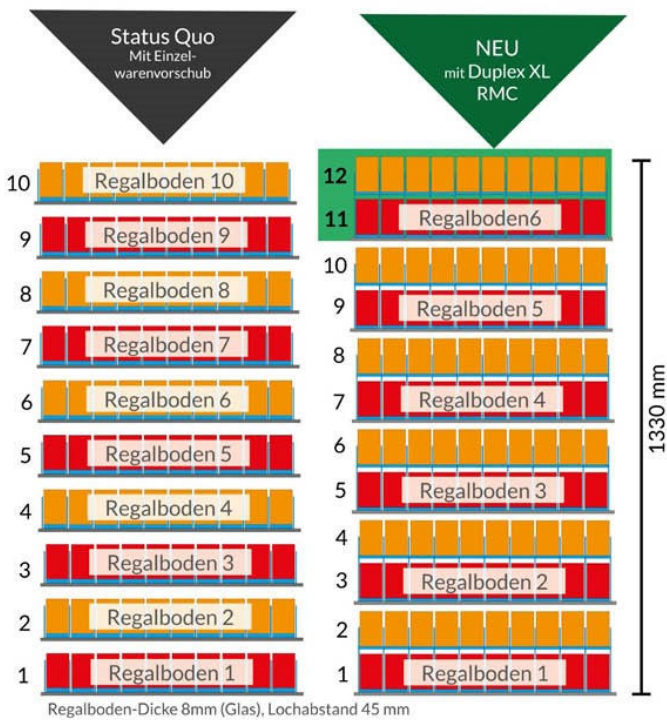 Status Quo
Mit Einzel-
warenvorschub
NEU
mit Duplex XL
RMC
10 Regalboden 10
9 Regalboden 9
8 Regalboden 8
7 Regalboden 7
6 Regalboden 6
5 Regalboden 5
4 Regalboden 4
3 Regalboden 3
2 Regalboden 2
1 Regalboden 1
12
11 Regalboden6
10
9 Regalboden 5
8
7 Regalboden 4
6
5 Regalboden 3
4
3 Regalboden 2
2
1 Regalboden 1
1330 mm
Regalboden-Dicke 8mm (Glas), Lochabstand 45 mm